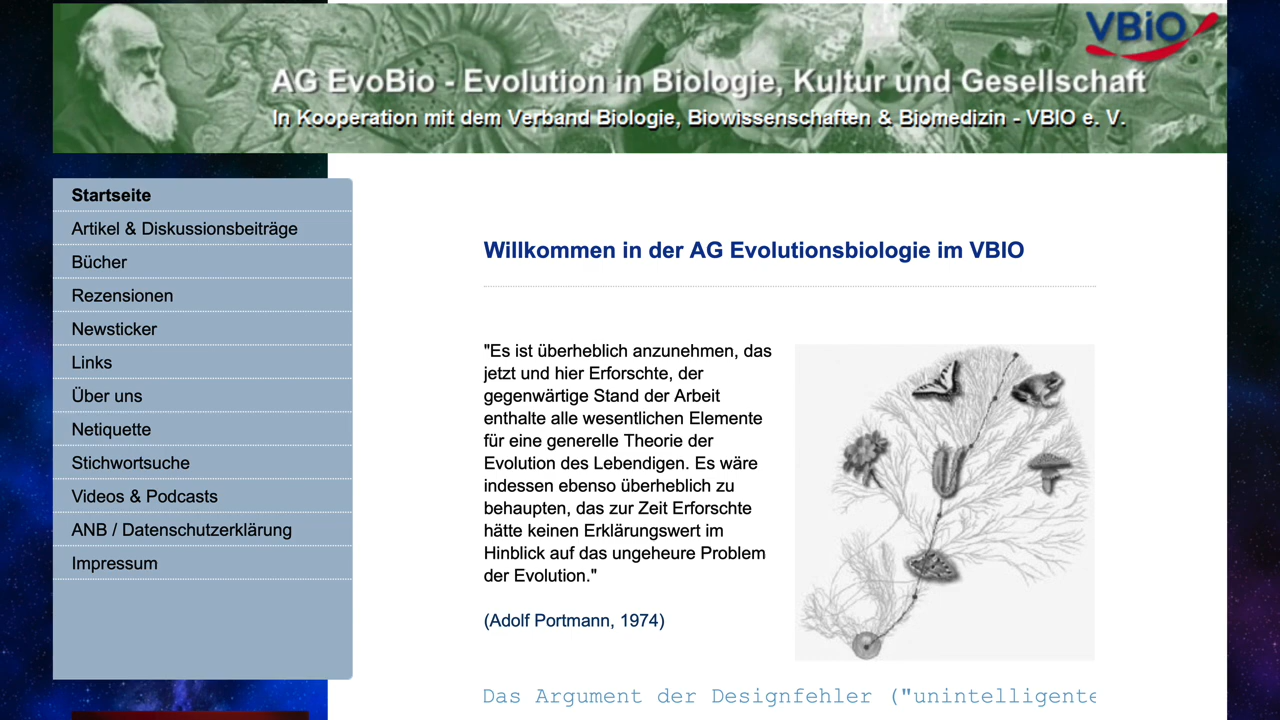 VBiO
AG EvoBio - Evolution in Biologie, Kultur und Gesellschaft
In Kooperation mit dem Verband Biologie, Biowissenschaften & Biomedizin - VBIO e. V.
Startseite
Artikel & Diskussionsbeiträge
Bücher
Rezensionen
Newsticker
Links
Über uns
Netiquette
Stichwortsuche
Videos & Podcasts
ANB / Datenschutzerklärung
Impressum
Willkommen in der AG Evolutionsbiologie im VBIO
"Es ist überheblich anzunehmen, das
jetzt und hier Erforschte, der
gegenwärtige Stand der Arbeit
enthalte alle wesentlichen Elemente
für eine generelle Theorie der
Evolution des Lebendigen. Es wäre
indessen ebenso überheblich zu
behaupten, das zur Zeit Erforschte
hätte keinen Erklärungswert im
Hinblick auf das ungeheure Problem
der Evolution."
(Adolf Portmann, 1974)
Das Argument der Designfehler ("unintelligente